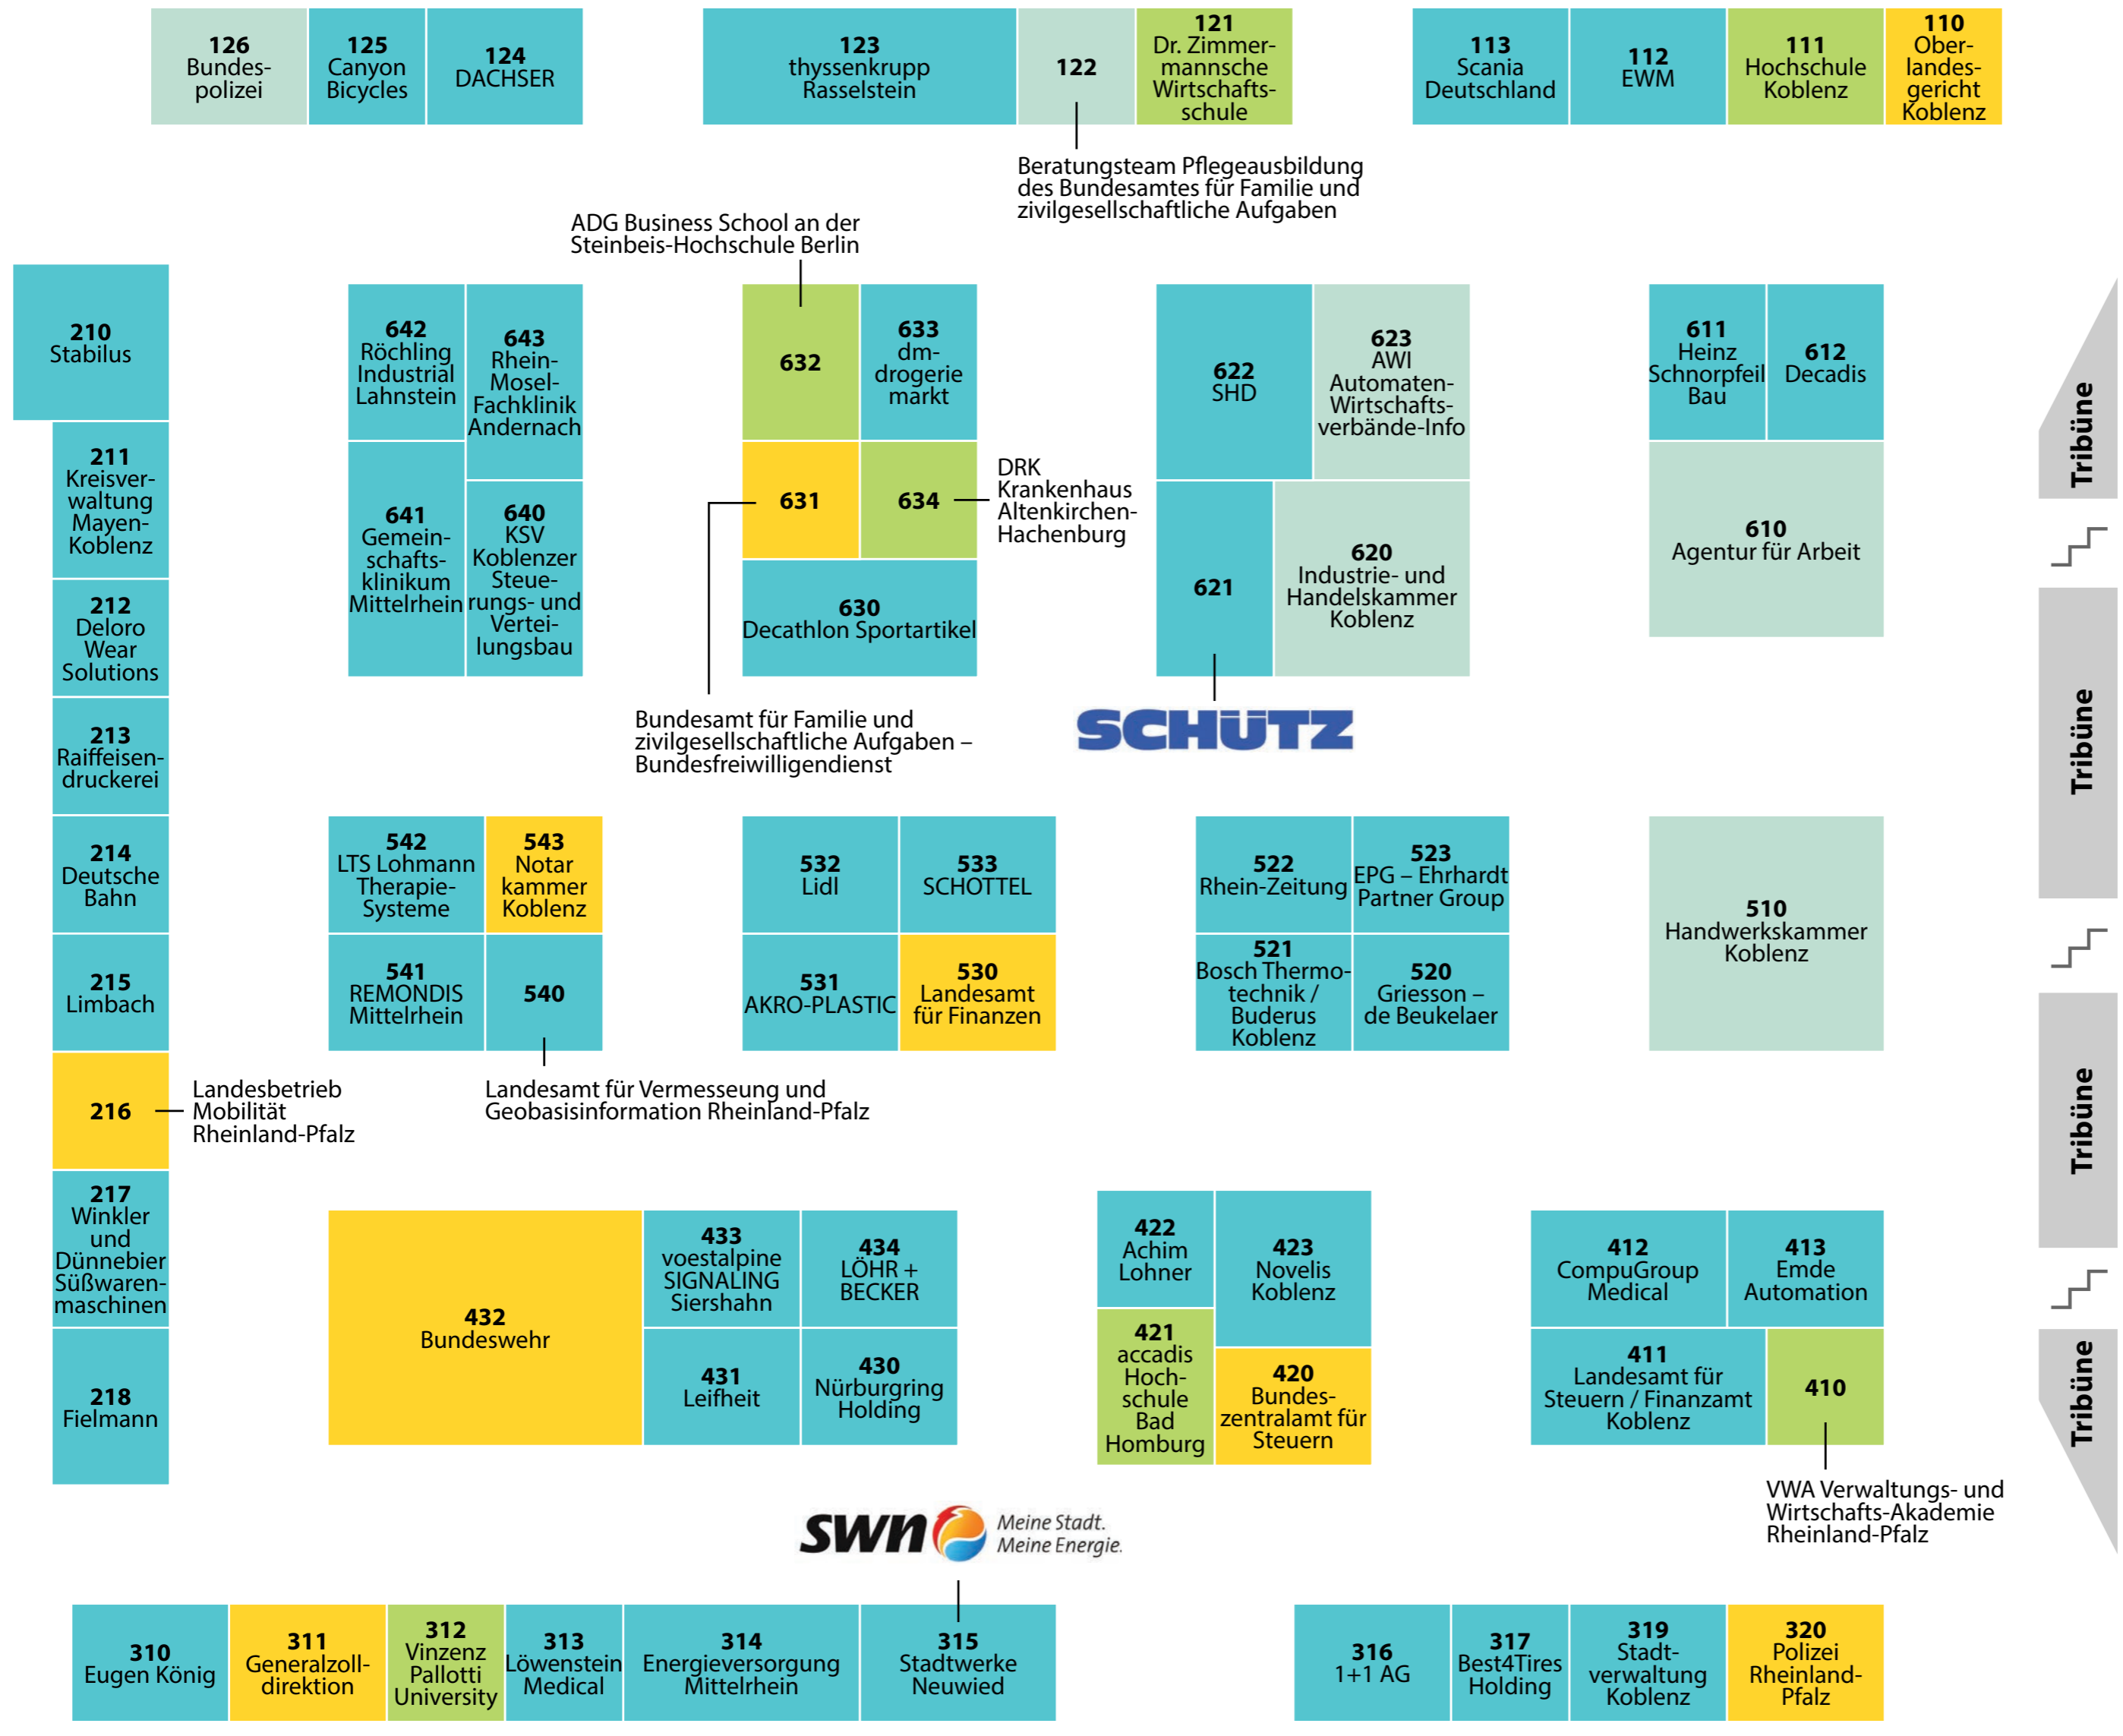 126
Bundes-
polizei
125
Canyon
Bicycles
124
DACHSER
123
thyssenkrupp
Rasselstein
122
121
Dr. Zimmer-
mannsche
Wirtschafts-
schule
113
Scania
Deutschland
112
EWM
111
Hochschule
Koblenz
110
Ober-
landes-
gericht
Koblenz
Beratungsteam Pflegeausbildung
des Bundesamtes für Familie und
zivilgesellschaftliche Aufgaben
ADG Business School an der
Steinbeis-Hochschule Berlin
210
Stabilus
211
Kreisver-
waltung
Mayen-
Koblenz
212
Deloro
Wear
Solutions
213
Raiffeisen-
druckerei
214
Deutsche
Bahn
215
Limbach
216
Landesbetrieb
Mobilität
Rheinland-Pfalz
217
Winkler
und
Dünnebier
Süßwaren-
maschinen
218
Fielmann
642
Röchling
Industrial
Lahnstein
643
Rhein-
Mosel-
Fachklinik
Andernach
641
Gemein-
schafts-
klinikum
Mittelrhein
640
KSV
Koblenzer
Steue-
rungs- und
Vertei-
lungsbau
632
633
dm-
drogerie
markt
631
634
DRK
Krankenhaus
Altenkirchen-
Hachenburg
630
Decathlon Sportartikel
Bundesamt für Familie und
zivilgesellschaftliche Aufgaben –
Bundesfreiwilligendienst
622
SHD
623
AWI
Automaten-
Wirtschafts-
verbände-Info
621
620
Industrie- und
Handelskammer
Koblenz
SCHÜTZ
611
Heinz
Schnorpfeil
Bau
612
Decadis
610
Agentur für Arbeit
Tribüne
Tribüne
Tribüne
Tribüne
542
LTS Lohmann
Therapie-
Systeme
543
Notar
kammer
Koblenz
541
REMONDIS
Mittelrhein
540
Landesamt für Vermessung und
Geobasisinformation Rheinland-Pfalz
532
Lidl
533
SCHOTTEL
531
AKRO-PLASTIC
530
Landesamt
für Finanzen
522
Rhein-Zeitung
523
EPG – Ehrhardt
Partner Group
521
Bosch Thermo-
technik /
Buderus
Koblenz
520
Griesson –
de Beukelaer
510
Handwerkskammer
Koblenz
432
Bundeswehr
433
voestalpine
SIGNALING
Siershahn
434
LÖHR +
BECKER
431
Leifheit
430
Nürburgring
Holding
422
Achim
Lohner
423
Novelis
Koblenz
421
accadis
Hoch-
schule
Bad
Homburg
420
Bundes-
zentralamt für
Steuern
412
CompuGroup
Medical
413
Emde
Automation
411
Landesamt für
Steuern / Finanzamt
Koblenz
410
VWA Verwaltungs- und
Wirtschafts-Akademie
Rheinland-Pfalz
swn
Meine Stadt.
Meine Energie.
310
Eugen König
311
Generalzoll-
direktion
312
Vinzenz
Pallotti
University
313
Löwenstein
Medical
314
Energieversorgung
Mittelrhein
315
Stadtwerke
Neuwied
316
1+1 AG
317
Best4Tires
Holding
319
Stadt-
verwaltung
Koblenz
320
Polizei
Rheinland-
Pfalz